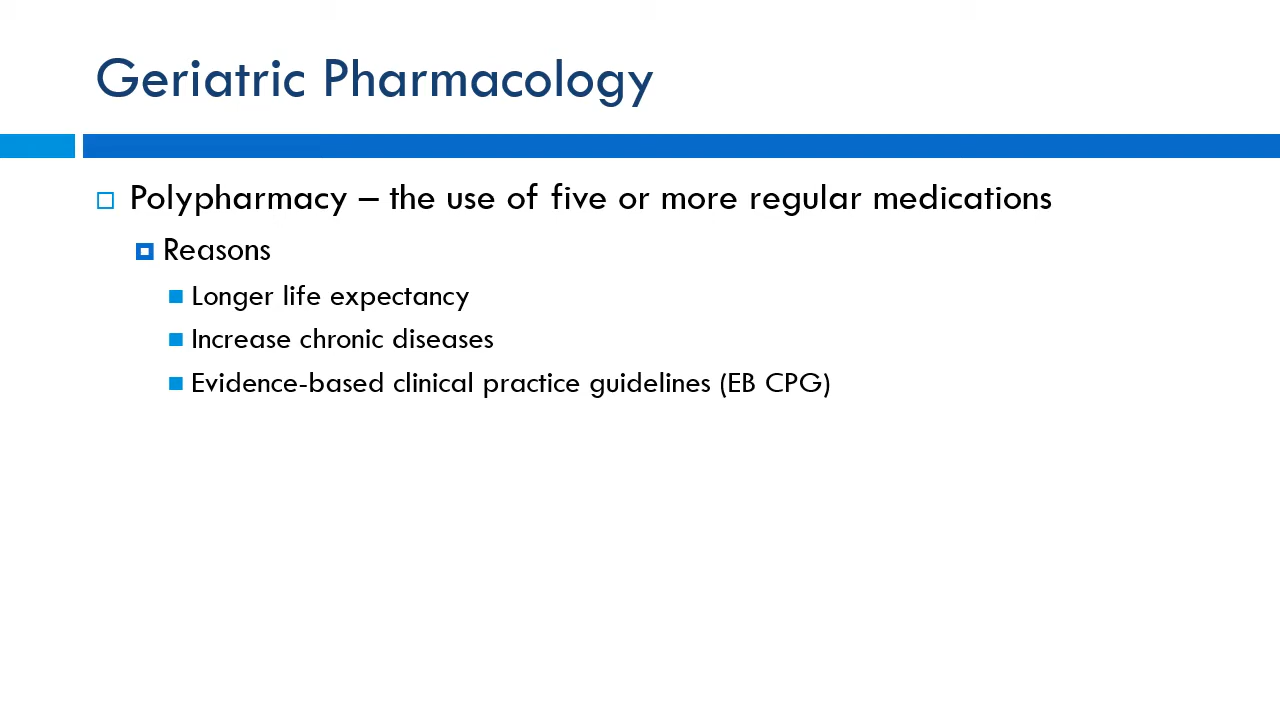 Geriatric Pharmacology
Polypharmacy – the use of five or more regular medications
Reasons
Longer life expectancy
Increase chronic diseases
Evidence-based clinical practice guidelines (EB CPG)